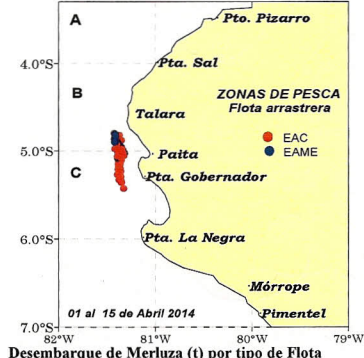 A
Pto. Pizarro
4.0°S
Pta. Sal
B
ZONAS DE PESCA
Flota arrastrera
Talara
EAC
EAME
5.0°S
Paita
C
Pta. Gobernador
6.0°S
Pta. La Negra
Mórrope
01 al 15 de Abril 2014
Pimentel
7.0°S
82°W 81°W 80°W 79°W
Desembarque de Merluza (t) por tipo de Flota